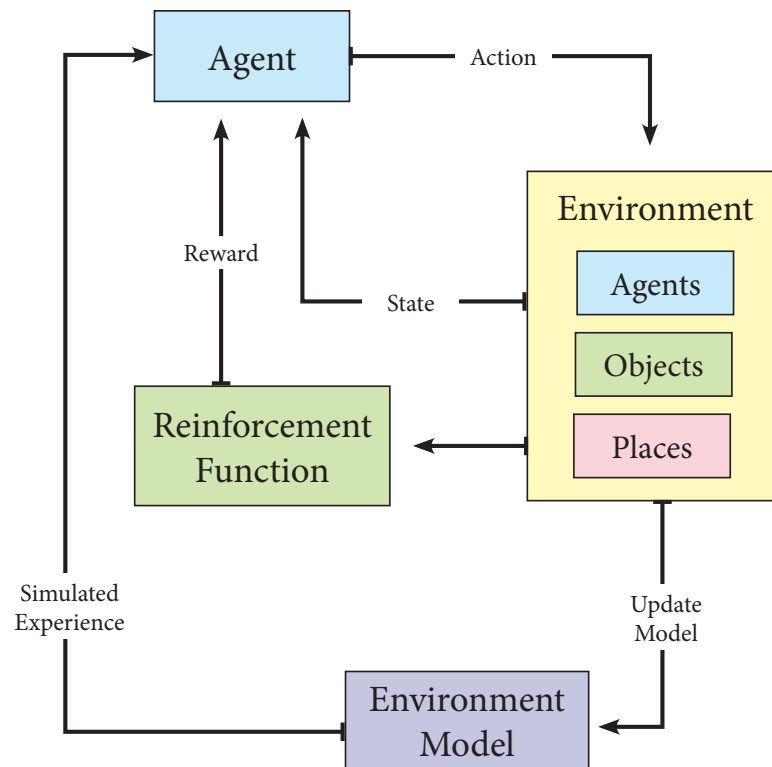 Agent
Action
Environment
Agents
Reward
State
Objects
Reinforcement
Function
Places
Simulated
Experience
Update
Model
Environment
Model